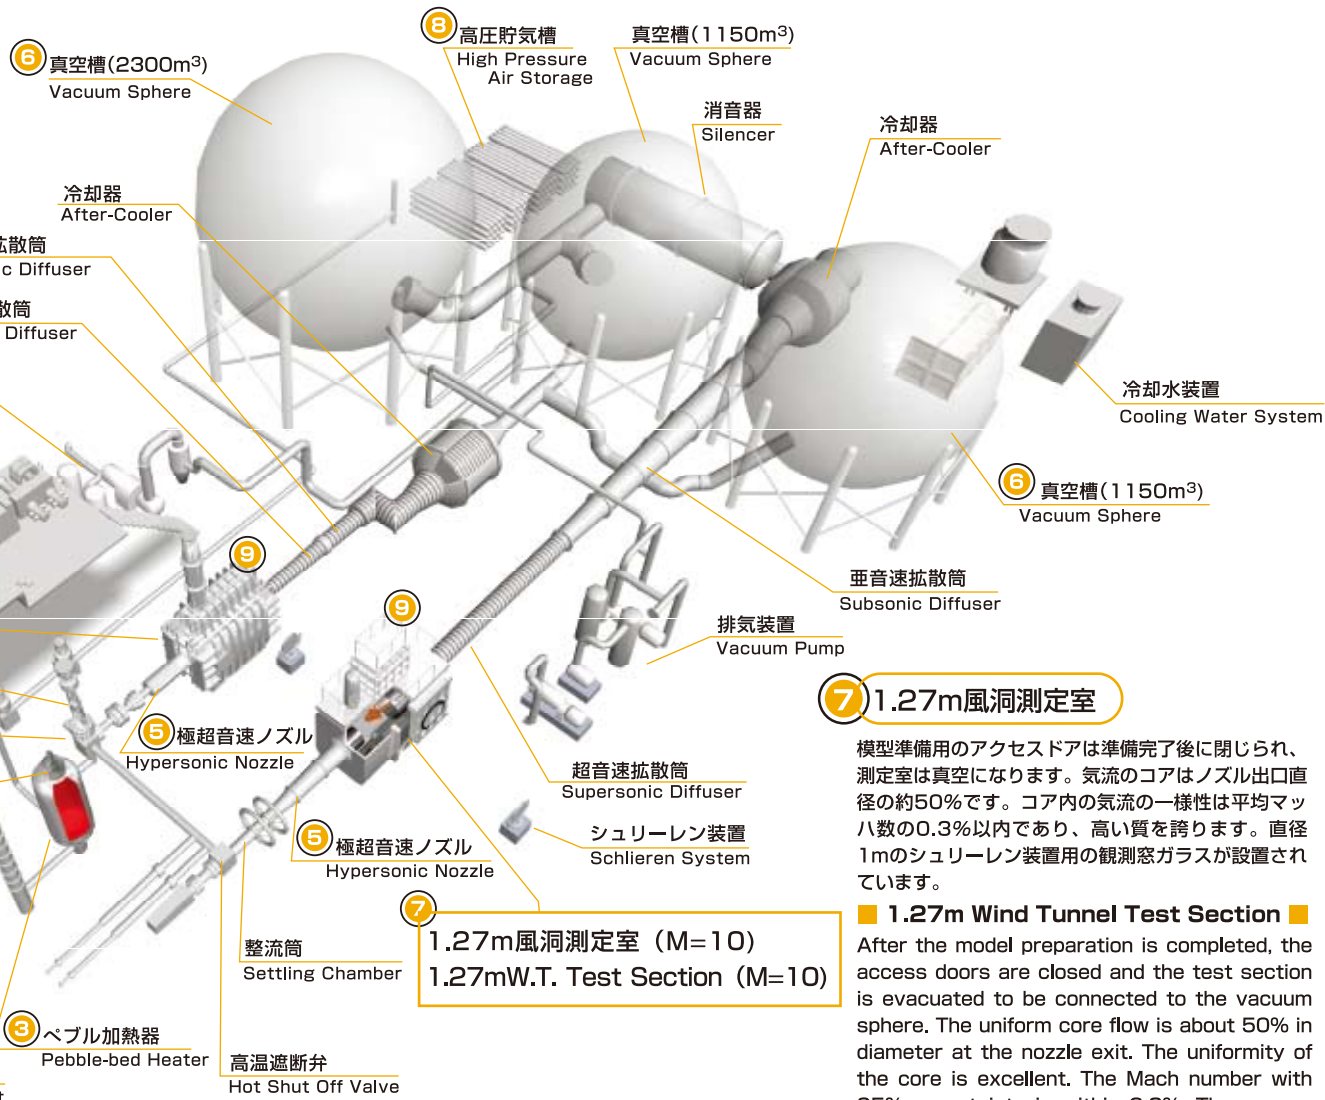 ⑥ 真空槽(2300m³)
Vacuum Sphere
⑧ 高圧貯気槽
High Pressure
Air Storage
真空槽(1150m³)
Vacuum Sphere
消音器
Silencer
冷却器
After-Cooler
冷却器
After-Cooler
拡散筒
c Diffuser
散筒
Diffuser
冷却水装置
Cooling Water System
⑥ 真空槽(1150m³)
Vacuum Sphere
⑨
⑨
亜音速拡散筒
Subsonic Diffuser
排気装置
Vacuum Pump
⑤ 極超音速ノズル
Hypersonic Nozzle
超音速拡散筒
Supersonic Diffuser
シュリーレン装置
Schlieren System
⑤ 極超音速ノズル
Hypersonic Nozzle
⑦
1.27m風洞測定室（M=10）
1.27mW.T. Test Section（M=10）
整流筒
Settling Chamber
③ ペブル加熱器
Pebble-bed Heater
高温遮断弁
Hot Shut Off Valve
⑦ 1.27m風洞測定室
模型準備用のアクセスドアは準備完了後に閉じられ、
測定室は真空になります。気流のコアはノズル出口直
径の約50%です。コア内の気流の一様性は平均マッ
ハ数の0.3%以内であり、高い質を誇ります。直径
1mのシュリーレン装置用の観測窓ガラスが設置され
ています。
■ 1.27m Wind Tunnel Test Section ■
After the model preparation is completed, the
access doors are closed and the test section
is evacuated to be connected to the vacuum
sphere. The uniform core flow is about 50% in
diameter at the nozzle exit. The uniformity of
the core is excellent. The Mach number with